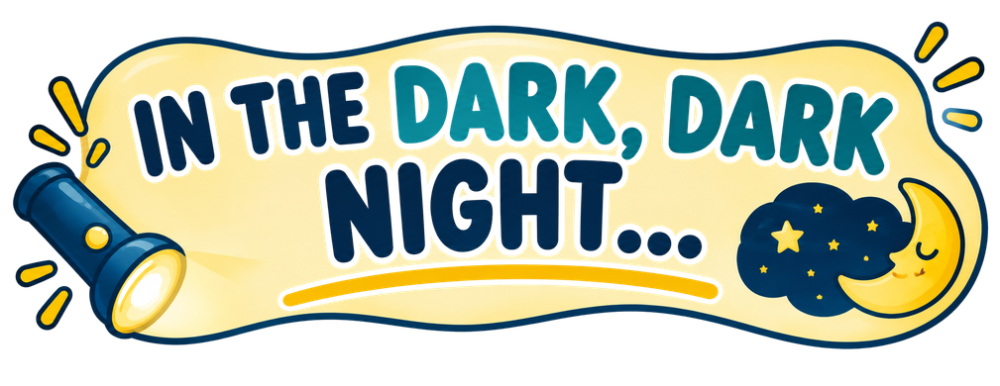 IN THE DARK, DARK
NIGHT...